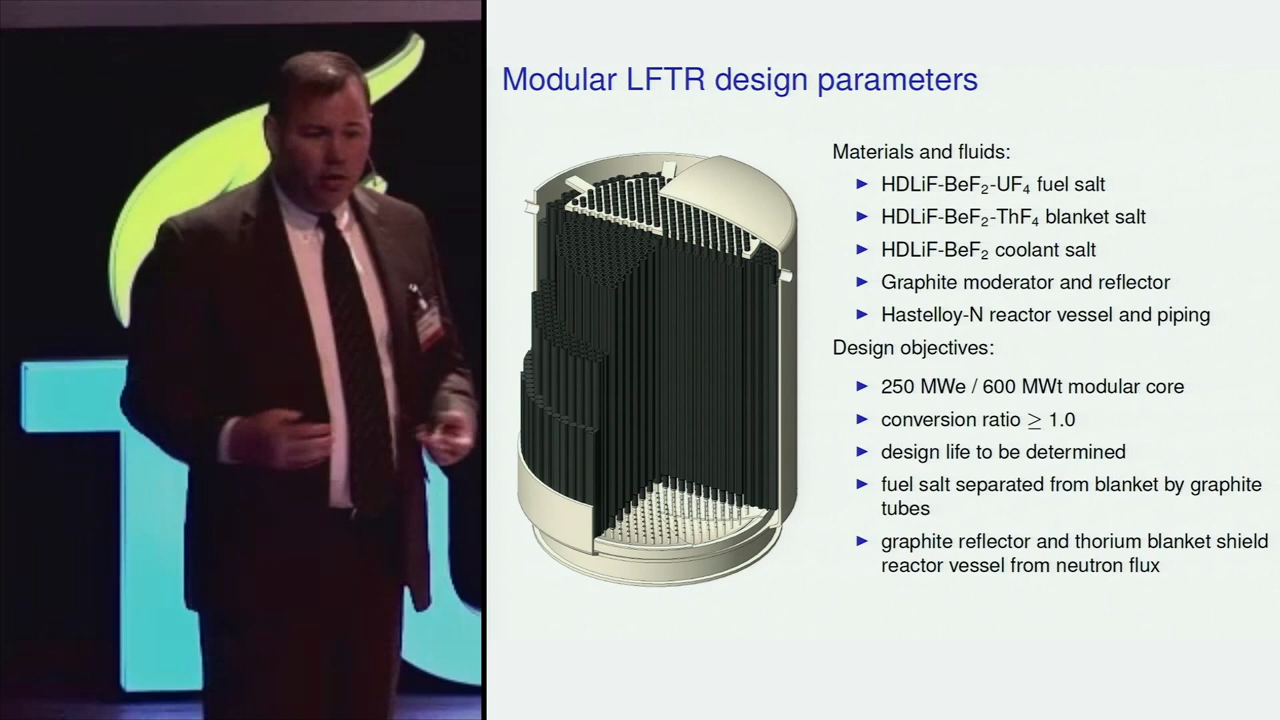 Modular LFTR design parameters
Materials and fluids:
HDLiF-BeF₂-UF₄ fuel salt
HDLiF-BeF₂-ThF₄ blanket salt
HDLiF-BeF₂ coolant salt
Graphite moderator and reflector
Hastelloy-N reactor vessel and piping
Design objectives:
250 MWe / 600 MWt modular core
conversion ratio ≥ 1.0
design life to be determined
fuel salt separated from blanket by graphite
tubes
graphite reflector and thorium blanket shield
reactor vessel from neutron flux